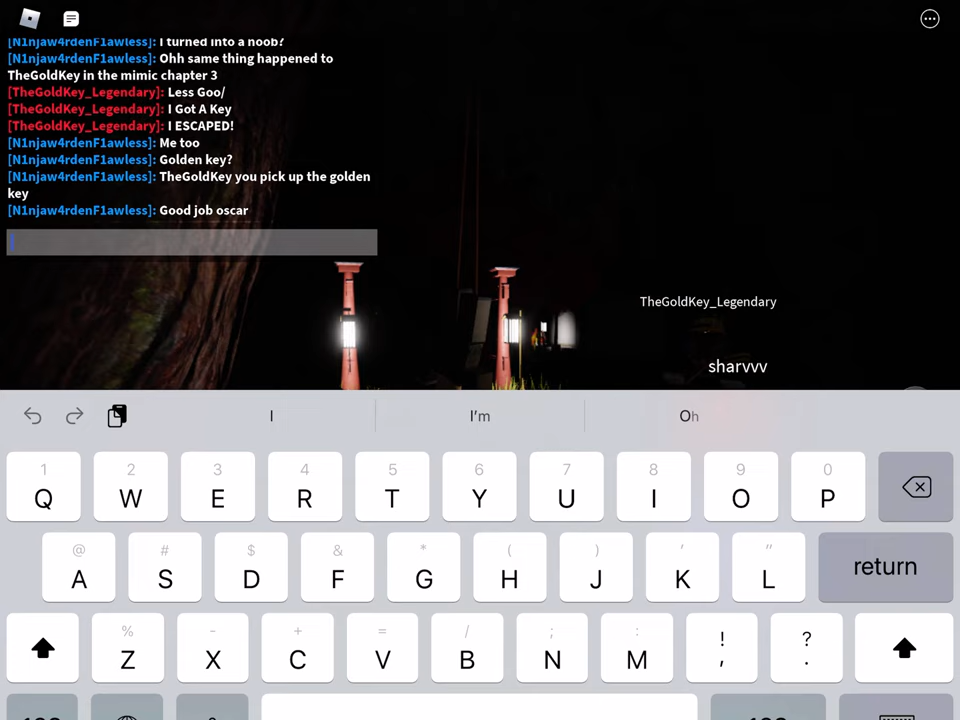 [N1njaw4rdenF1awless]: I turned into a noob?
[N1njaw4rdenF1awless]: Ohh same thing happened to
TheGoldKey in the mimic chapter 3
[TheGoldKey_Legendary]: Less Goo/
[TheGoldKey_Legendary]: I Got A Key
[TheGoldKey_Legendary]: I ESCAPED!
[N1njaw4rdenF1awless]: Me too
[N1njaw4rdenF1awless]: Golden key?
[N1njaw4rdenF1awless]: TheGoldKey you pick up the golden
key
[N1njaw4rdenF1awless]: Good job oscar
TheGoldKey_Legendary
sharvvv
I I'm Oh
1 2 3 4 5 6 7 8 9 0
Q W E R T Y U I O P
@ # $ & * ( ) ' "
A S D F G H J K L return
% - + = / ; : ! ?
Z X C V B N M , .